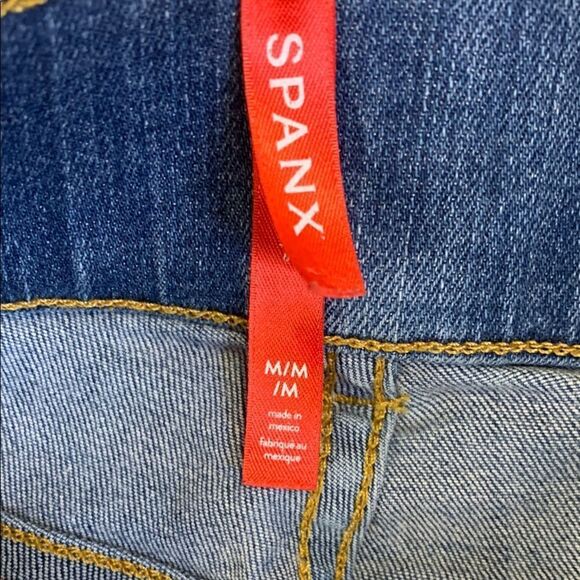 SPANX
M/M
/M
made in
mexico
fabriqué au
mexique